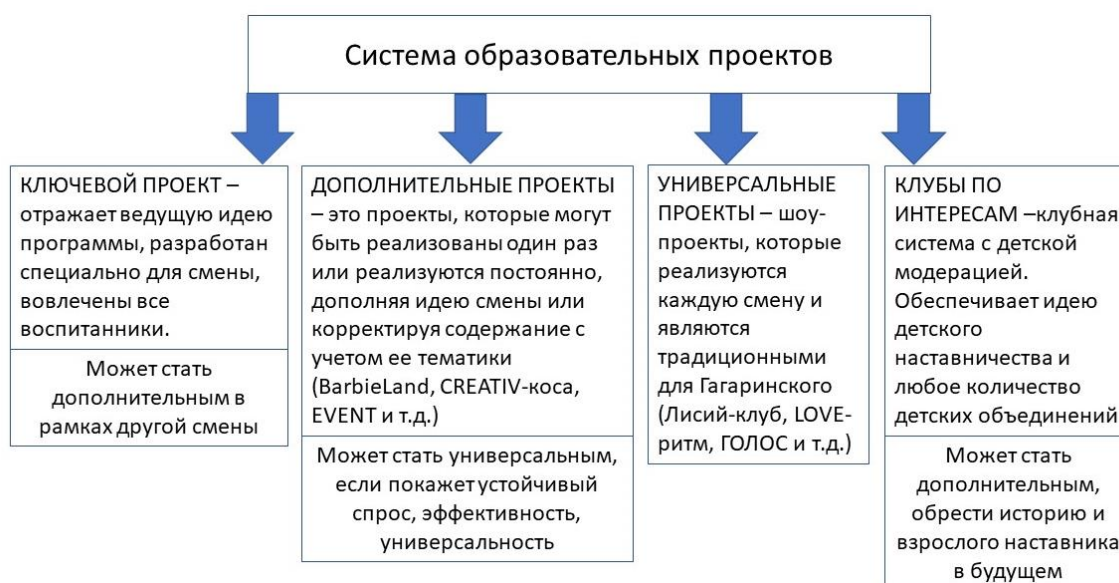 Система образовательных проектов
КЛЮЧЕВОЙ ПРОЕКТ –
отражает ведущую идею
программы, разработан
специально для смены,
вовлечены все
воспитанники.
Может стать
дополнительным в
рамках другой смены
ДОПОЛНИТЕЛЬНЫЕ ПРОЕКТЫ
– это проекты, которые могут
быть реализованы один раз
или реализуются постоянно,
дополняя идею смены или
корректируя содержание с
учетом ее тематики
(BarbieLand, CREATIV-коса,
EVENT и т.д.)
Может стать универсальным,
если покажет устойчивый
спрос, эффективность,
универсальность
УНИВЕРСАЛЬНЫЕ
ПРОЕКТЫ – шоу-
проекты, которые
реализуются
каждую смену и
являются
традиционными
для Гагаринского
(Лисий-клуб, LOVE-
ритм, ГОЛОС и т.д.)
КЛУБЫ ПО
ИНТЕРЕСАМ –клубная
система с детской
модерацией.
Обеспечивает идею
детского
наставничества и
любое количество
детских объединений
Может стать
дополнительным,
обрести историю и
взрослого наставника
в будущем